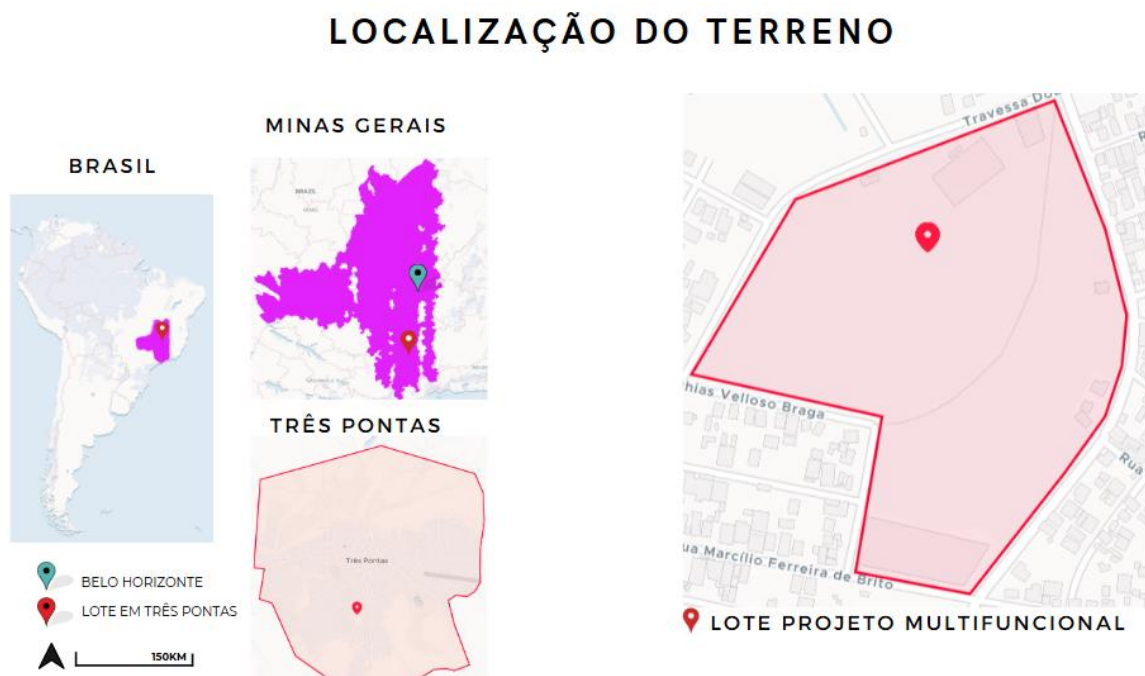 LOCALIZAÇÃO DO TERRENO
MINAS GERAIS
BRASIL
BRAZIL
TRÊS PONTAS
Três Pontas
BELO HORIZONTE
LOTE EM TRÊS PONTAS
150KM
Travessa
hias Velloso Braga
Rua
ua Marcílio Ferreira de Brito
LOTE PROJETO MULTIFUNCIONAL